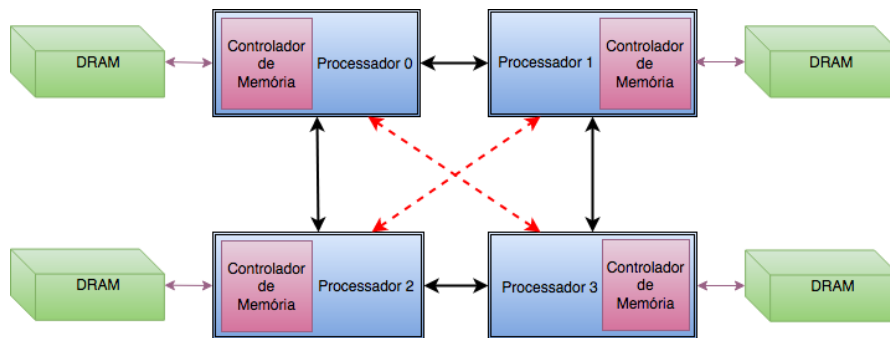 DRAM
Controlador
de
Memória
Processador 0
Processador 1
Controlador
de
Memória
DRAM
DRAM
Controlador
de
Memória
Processador 2
Processador 3
Controlador
de
Memória
DRAM